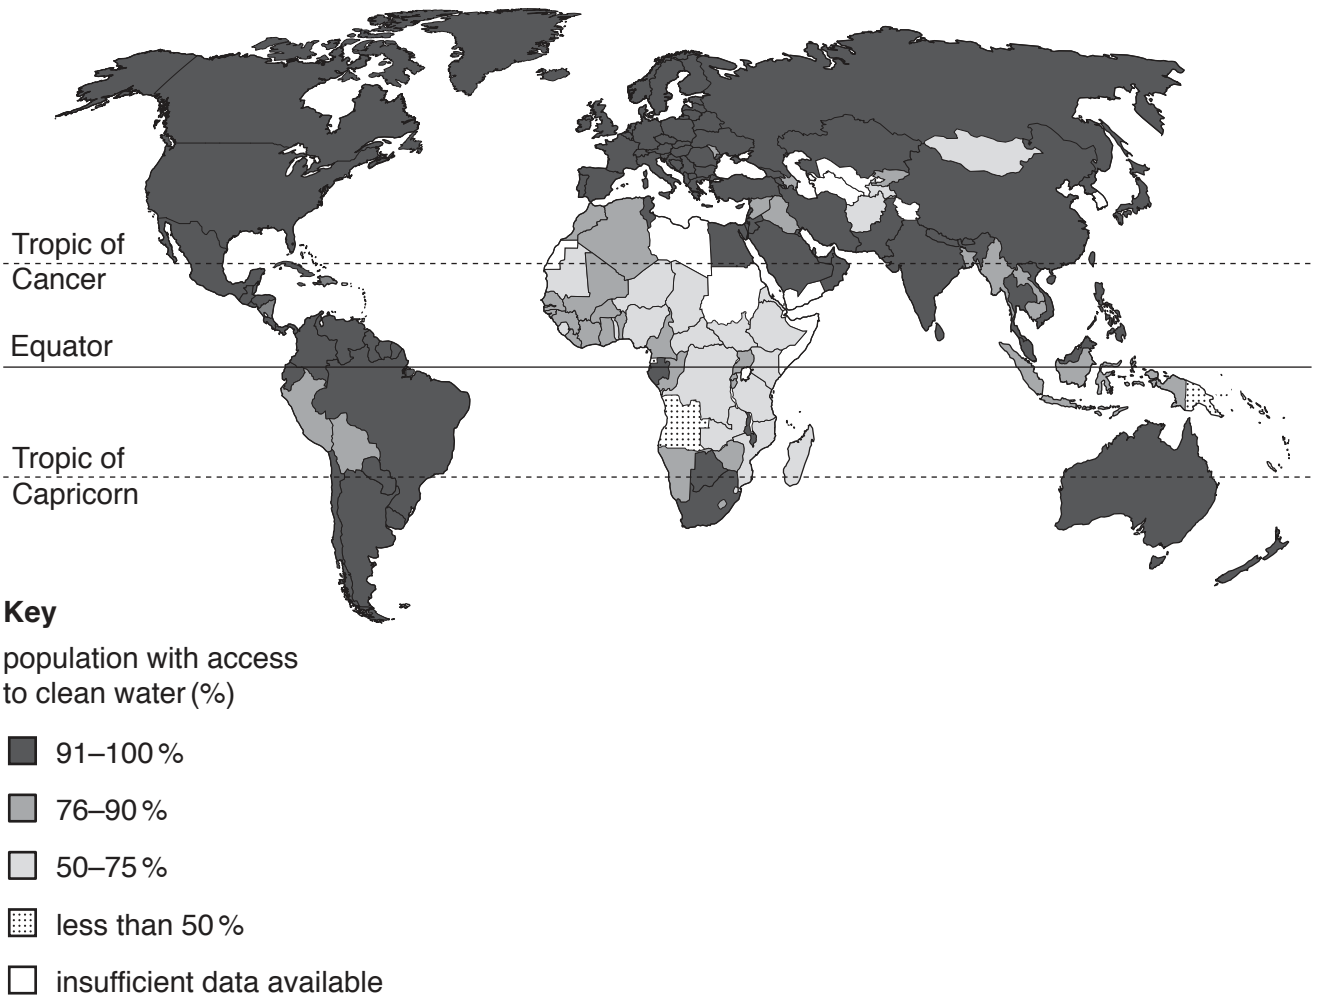 Tropic of
Cancer
Equator
Tropic of
Capricorn
Key
population with access
to clean water (%)
91–100 %
76–90 %
50–75 %
less than 50 %
insufficient data available